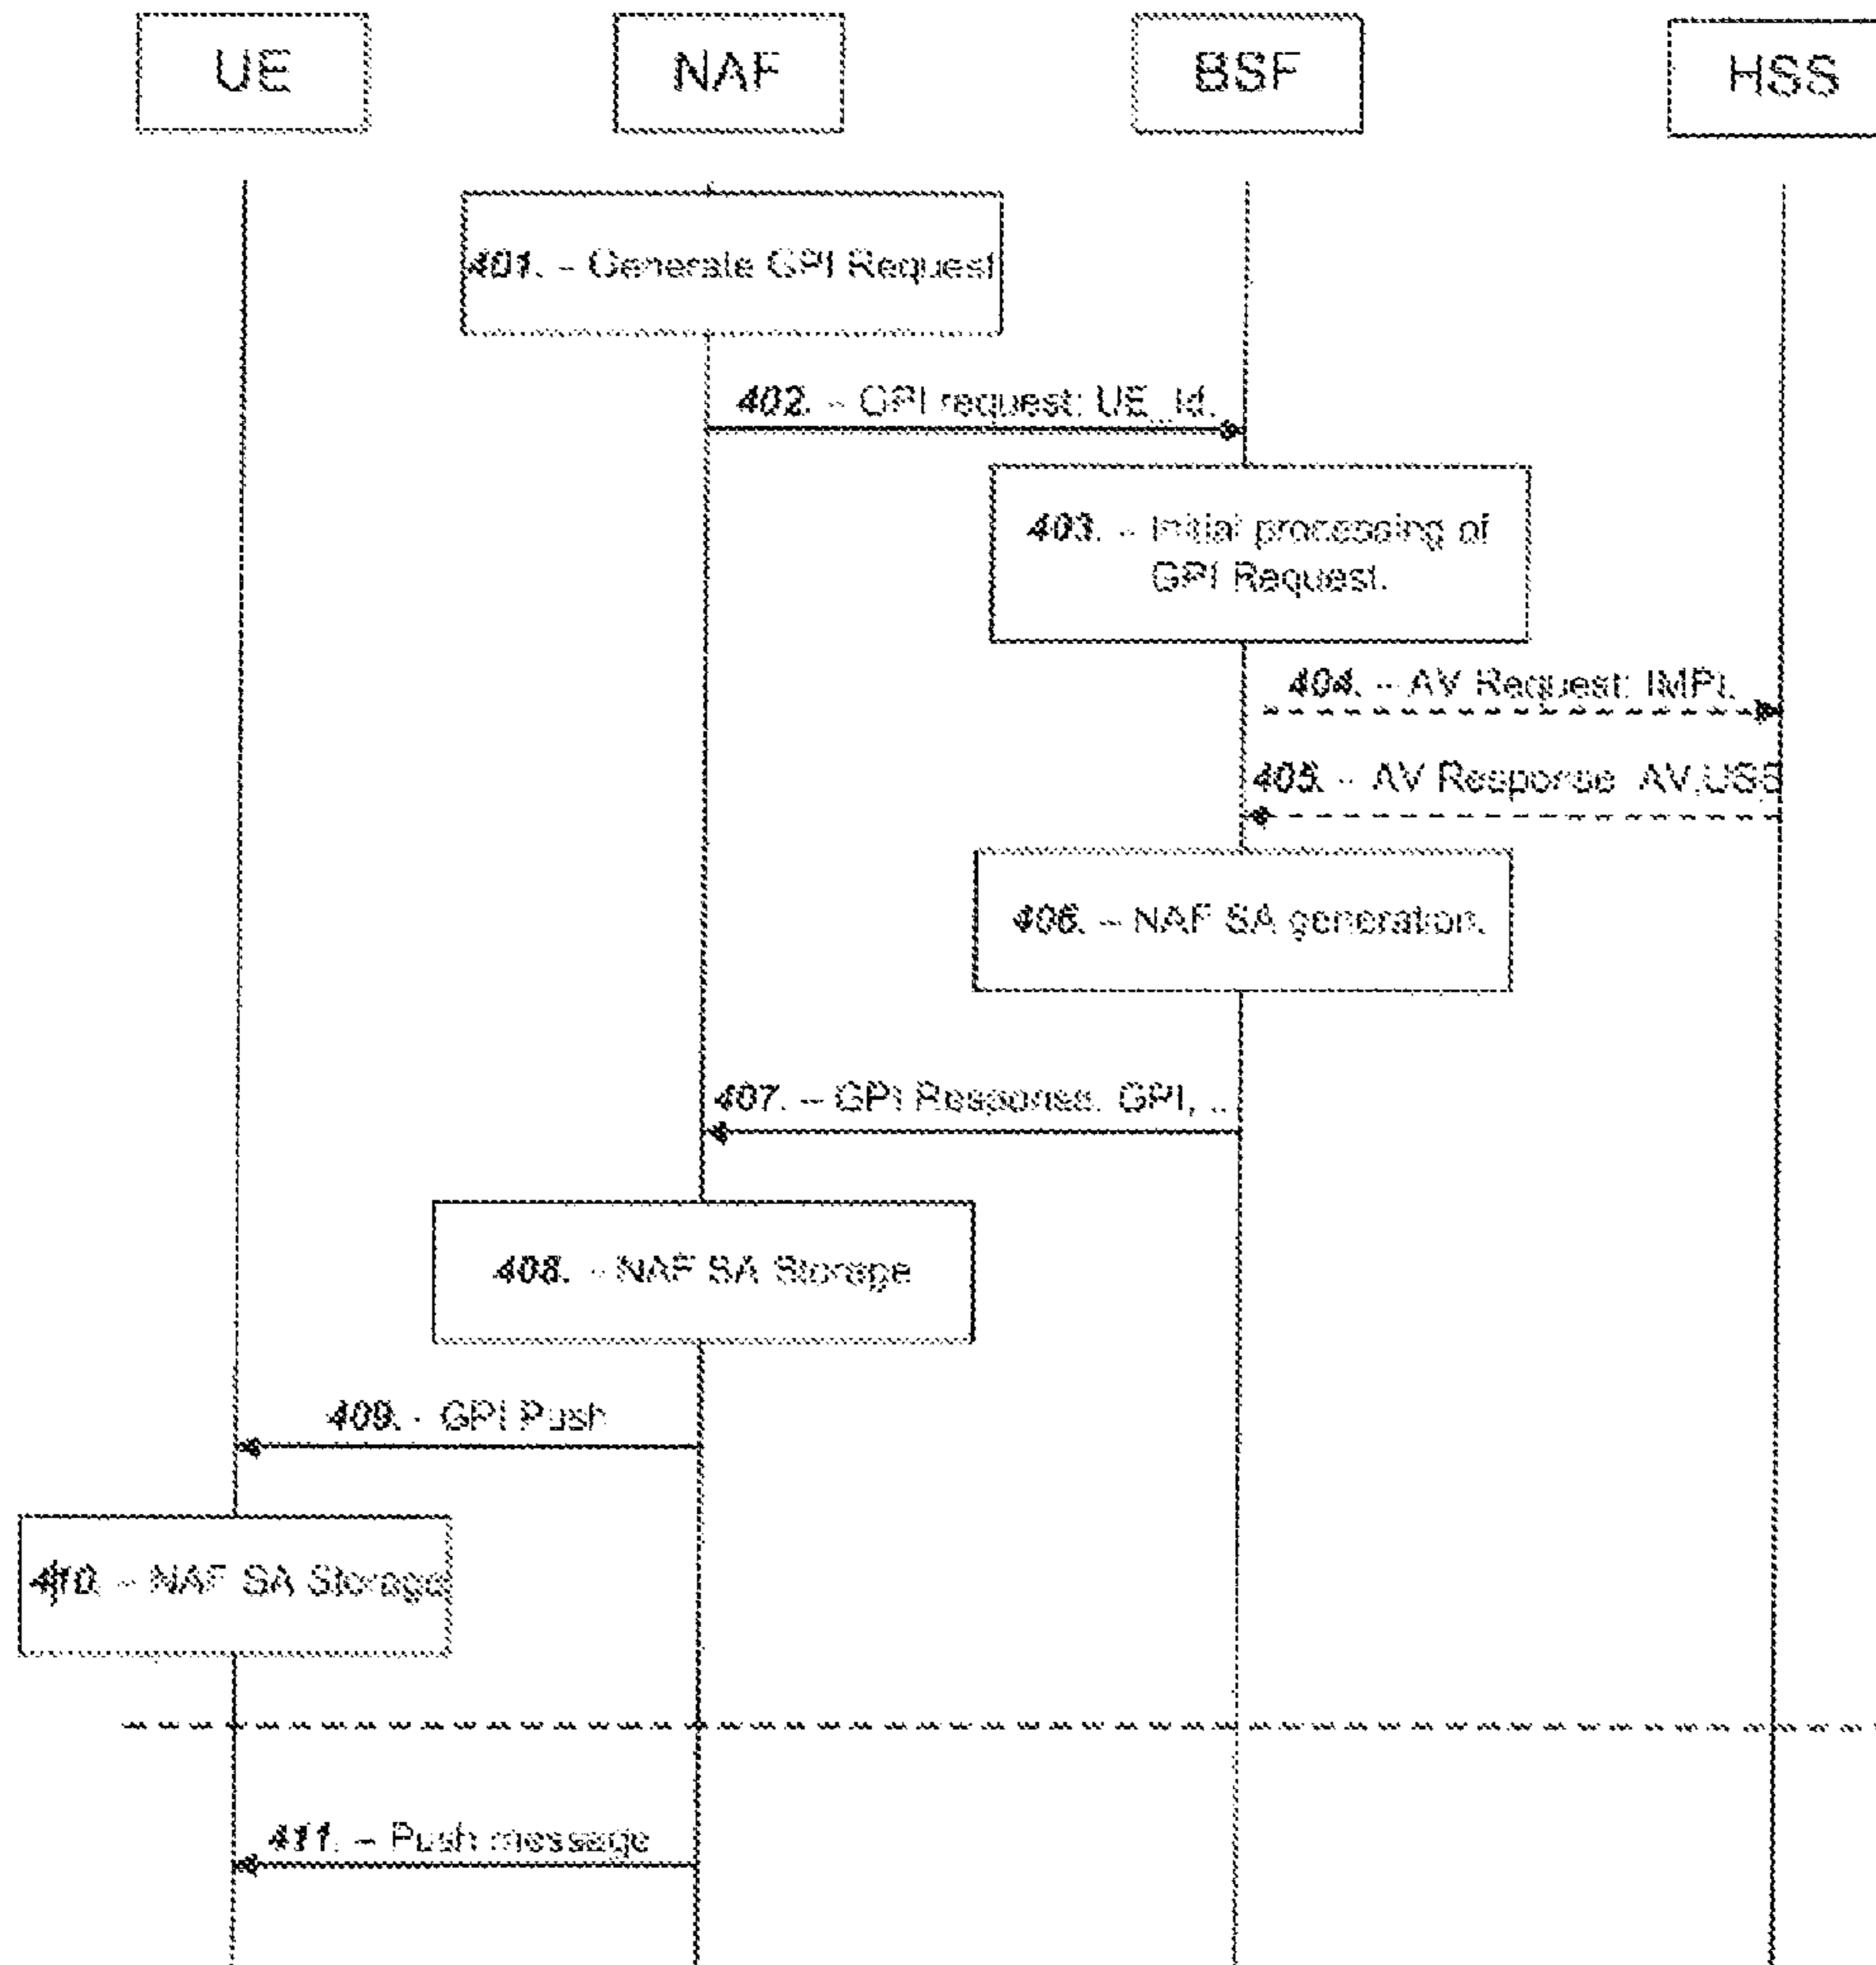 UE
NAF
BSF
HSS
401. – Generate GPI Request
402. – GPI request: UE_Id.
403. – Initial processing of
GPI Request.
404. – AV Request: IMPI.
405. – AV Response AV,USS
406. – NAF SA generation.
407. – GPI Response. GPI, ..
408. - NAF SA Storage
409. - GPI Push
410. – NAF SA Storage
411. – Push message